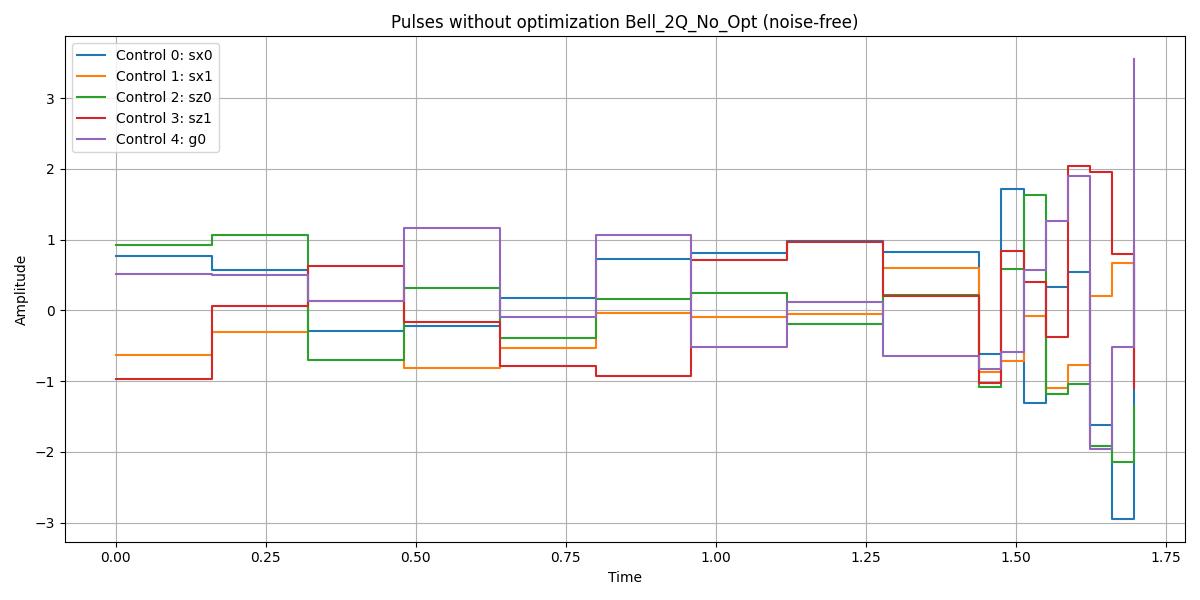 Pulses without optimization Bell_2Q_No_Opt (noise-free)
Control 0: sx0
Control 1: sx1
Control 2: sz0
Control 3: sz1
Control 4: g0
3
2
1
0
−1
−2
−3
Amplitude
0.00 0.25 0.50 0.75 1.00 1.25 1.50 1.75
Time